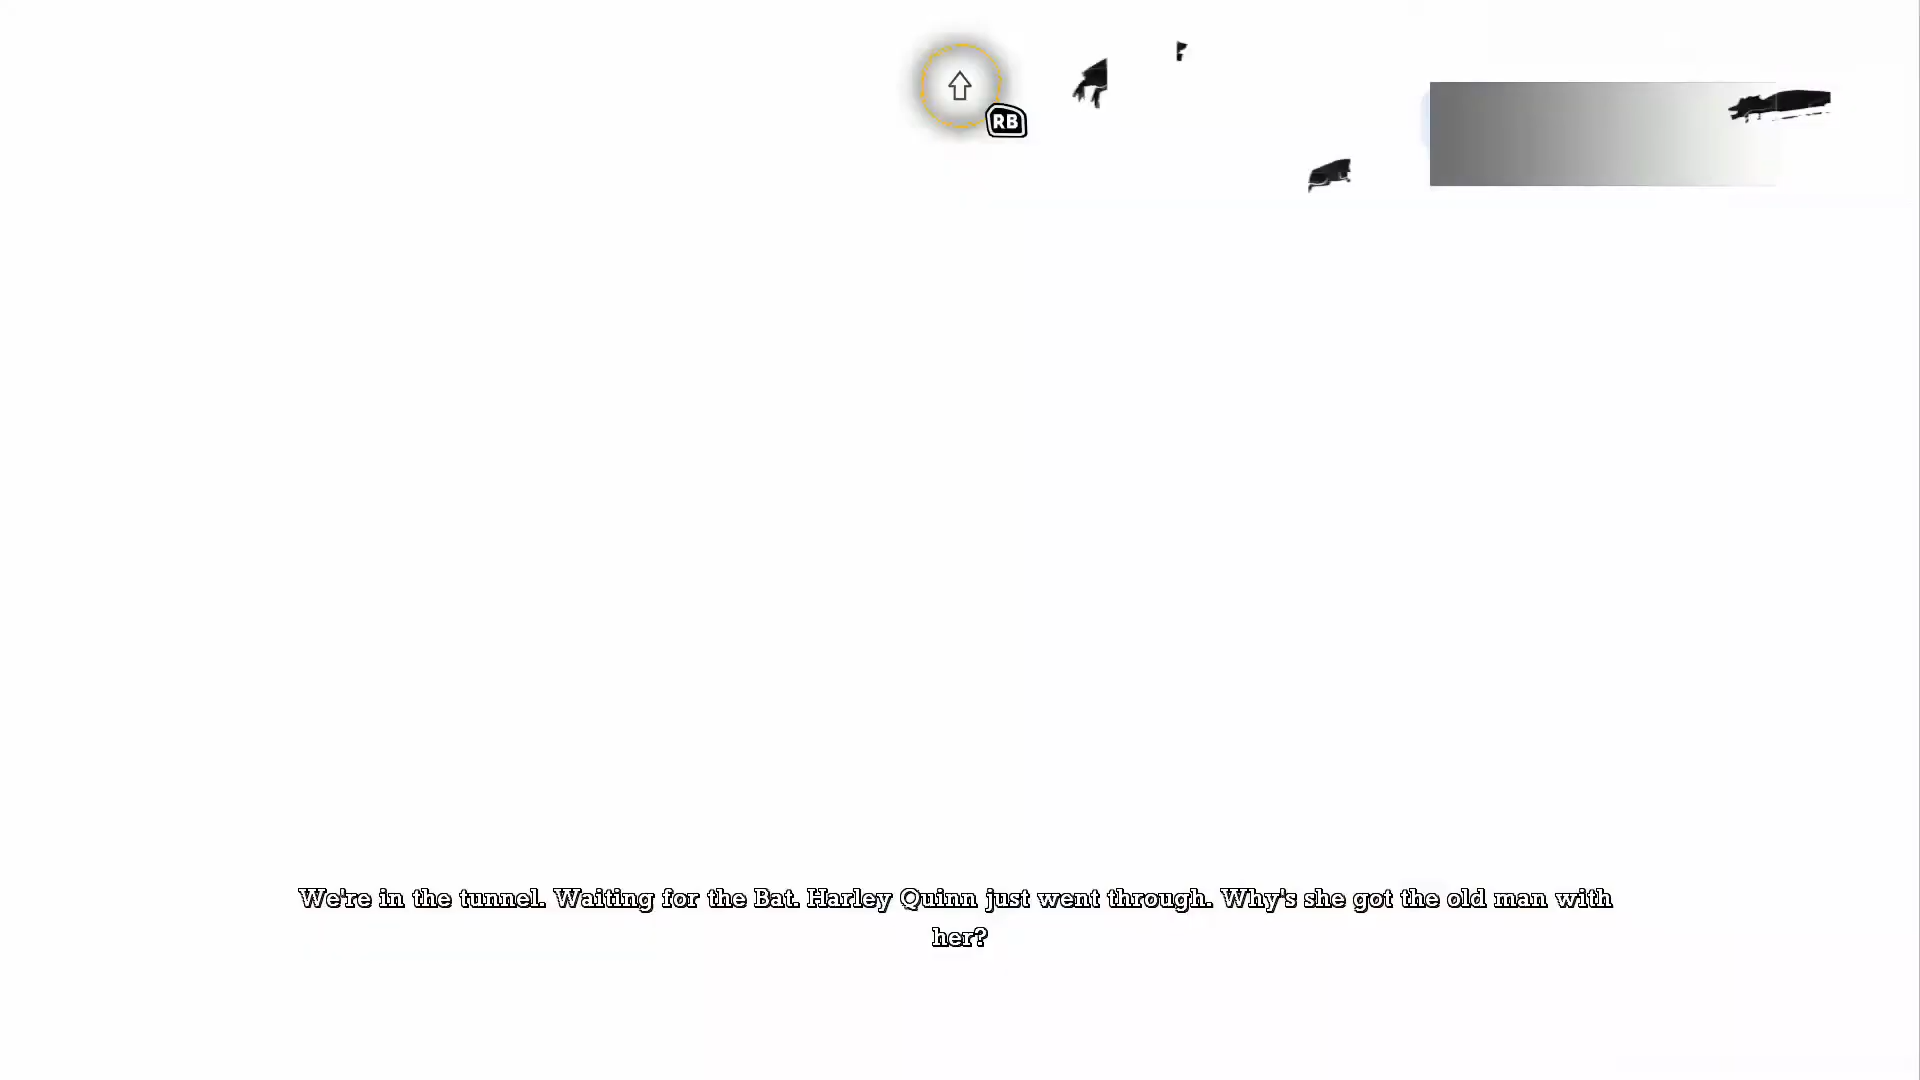 RB
We're in the tunnel. Waiting for the Bat. Harley Quinn just went through. Why's she got the old man with
her?